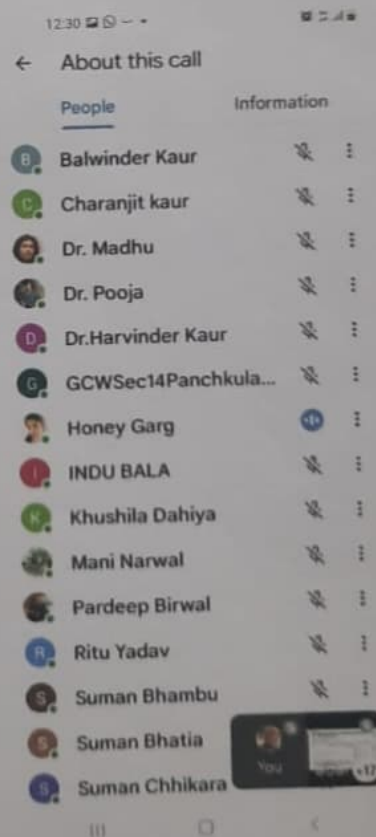 12:30
← About this call
People Information
B Balwinder Kaur
C Charanjit kaur
Dr. Madhu
Dr. Pooja
D Dr.Harvinder Kaur
G GCWSec14Panchkula...
Honey Garg
I INDU BALA
K Khushila Dahiya
Mani Narwal
Pardeep Birwal
R Ritu Yadav
S Suman Bhambu
S Suman Bhatia
You
+17
S Suman Chhikara